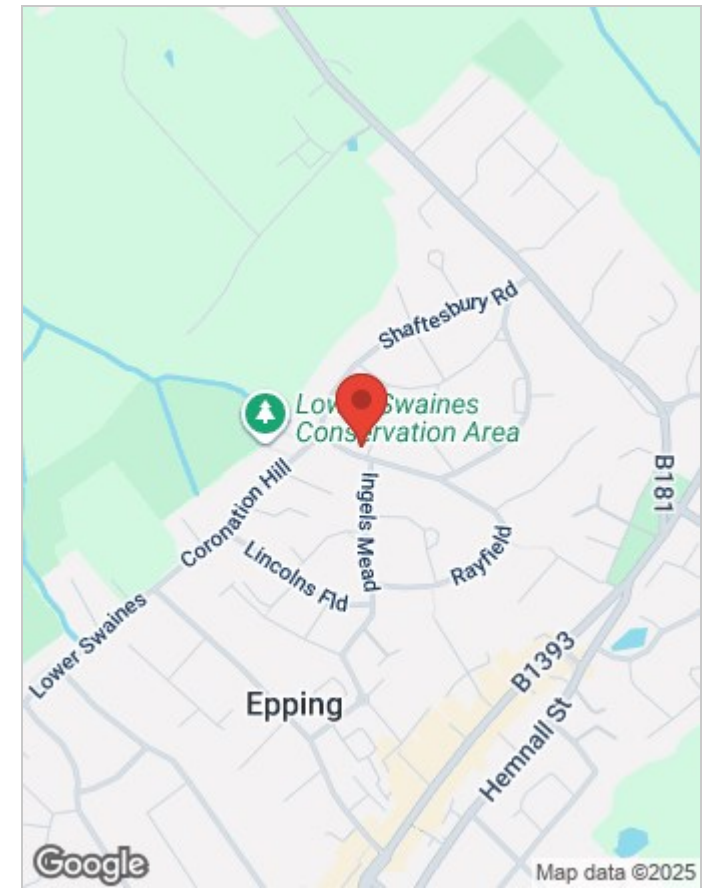 Shaftesbury Rd
Lower Swaines
Conservation Area
Coronation Hill
B181
Ingels Mead
Rayfield
Lincolns Fld
Lower Swaines
B1393
Epping
Hemnall St
Google
Map data ©2025